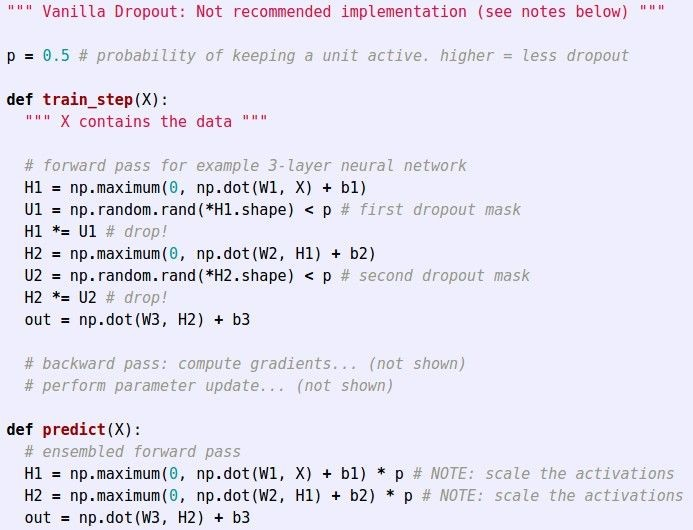 """ Vanilla Dropout: Not recommended implementation (see notes below) """

p = 0.5 # probability of keeping a unit active. higher = less dropout

def train_step(X):
  """ X contains the data """

  # forward pass for example 3-layer neural network
  H1 = np.maximum(0, np.dot(W1, X) + b1)
  U1 = np.random.rand(*H1.shape) < p # first dropout mask
  H1 *= U1 # drop!
  H2 = np.maximum(0, np.dot(W2, H1) + b2)
  U2 = np.random.rand(*H2.shape) < p # second dropout mask
  H2 *= U2 # drop!
  out = np.dot(W3, H2) + b3

  # backward pass: compute gradients... (not shown)
  # perform parameter update... (not shown)

def predict(X):
  # ensembled forward pass
  H1 = np.maximum(0, np.dot(W1, X) + b1) * p # NOTE: scale the activations
  H2 = np.maximum(0, np.dot(W2, H1) + b2) * p # NOTE: scale the activations
  out = np.dot(W3, H2) + b3